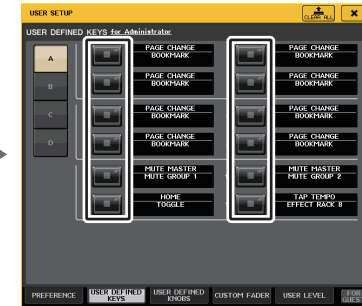 USER SETUP
CLEAR ALL
USER DEFINED KEYS for Administrator
A
B
C
D
PAGE CHANGE
BOOKMARK
PAGE CHANGE
BOOKMARK
PAGE CHANGE
BOOKMARK
PAGE CHANGE
BOOKMARK
PAGE CHANGE
BOOKMARK
PAGE CHANGE
BOOKMARK
PAGE CHANGE
BOOKMARK
PAGE CHANGE
BOOKMARK
MUTE MASTER
MUTE GROUP 1
MUTE MASTER
MUTE GROUP 2
HOME
TOGGLE
TAP TEMPO
EFFECT RACK 8
PREFERENCE
USER DEFINED
KEYS
USER DEFINED
KNOBS
CUSTOM FADER
USER LEVEL
FOR
GUES